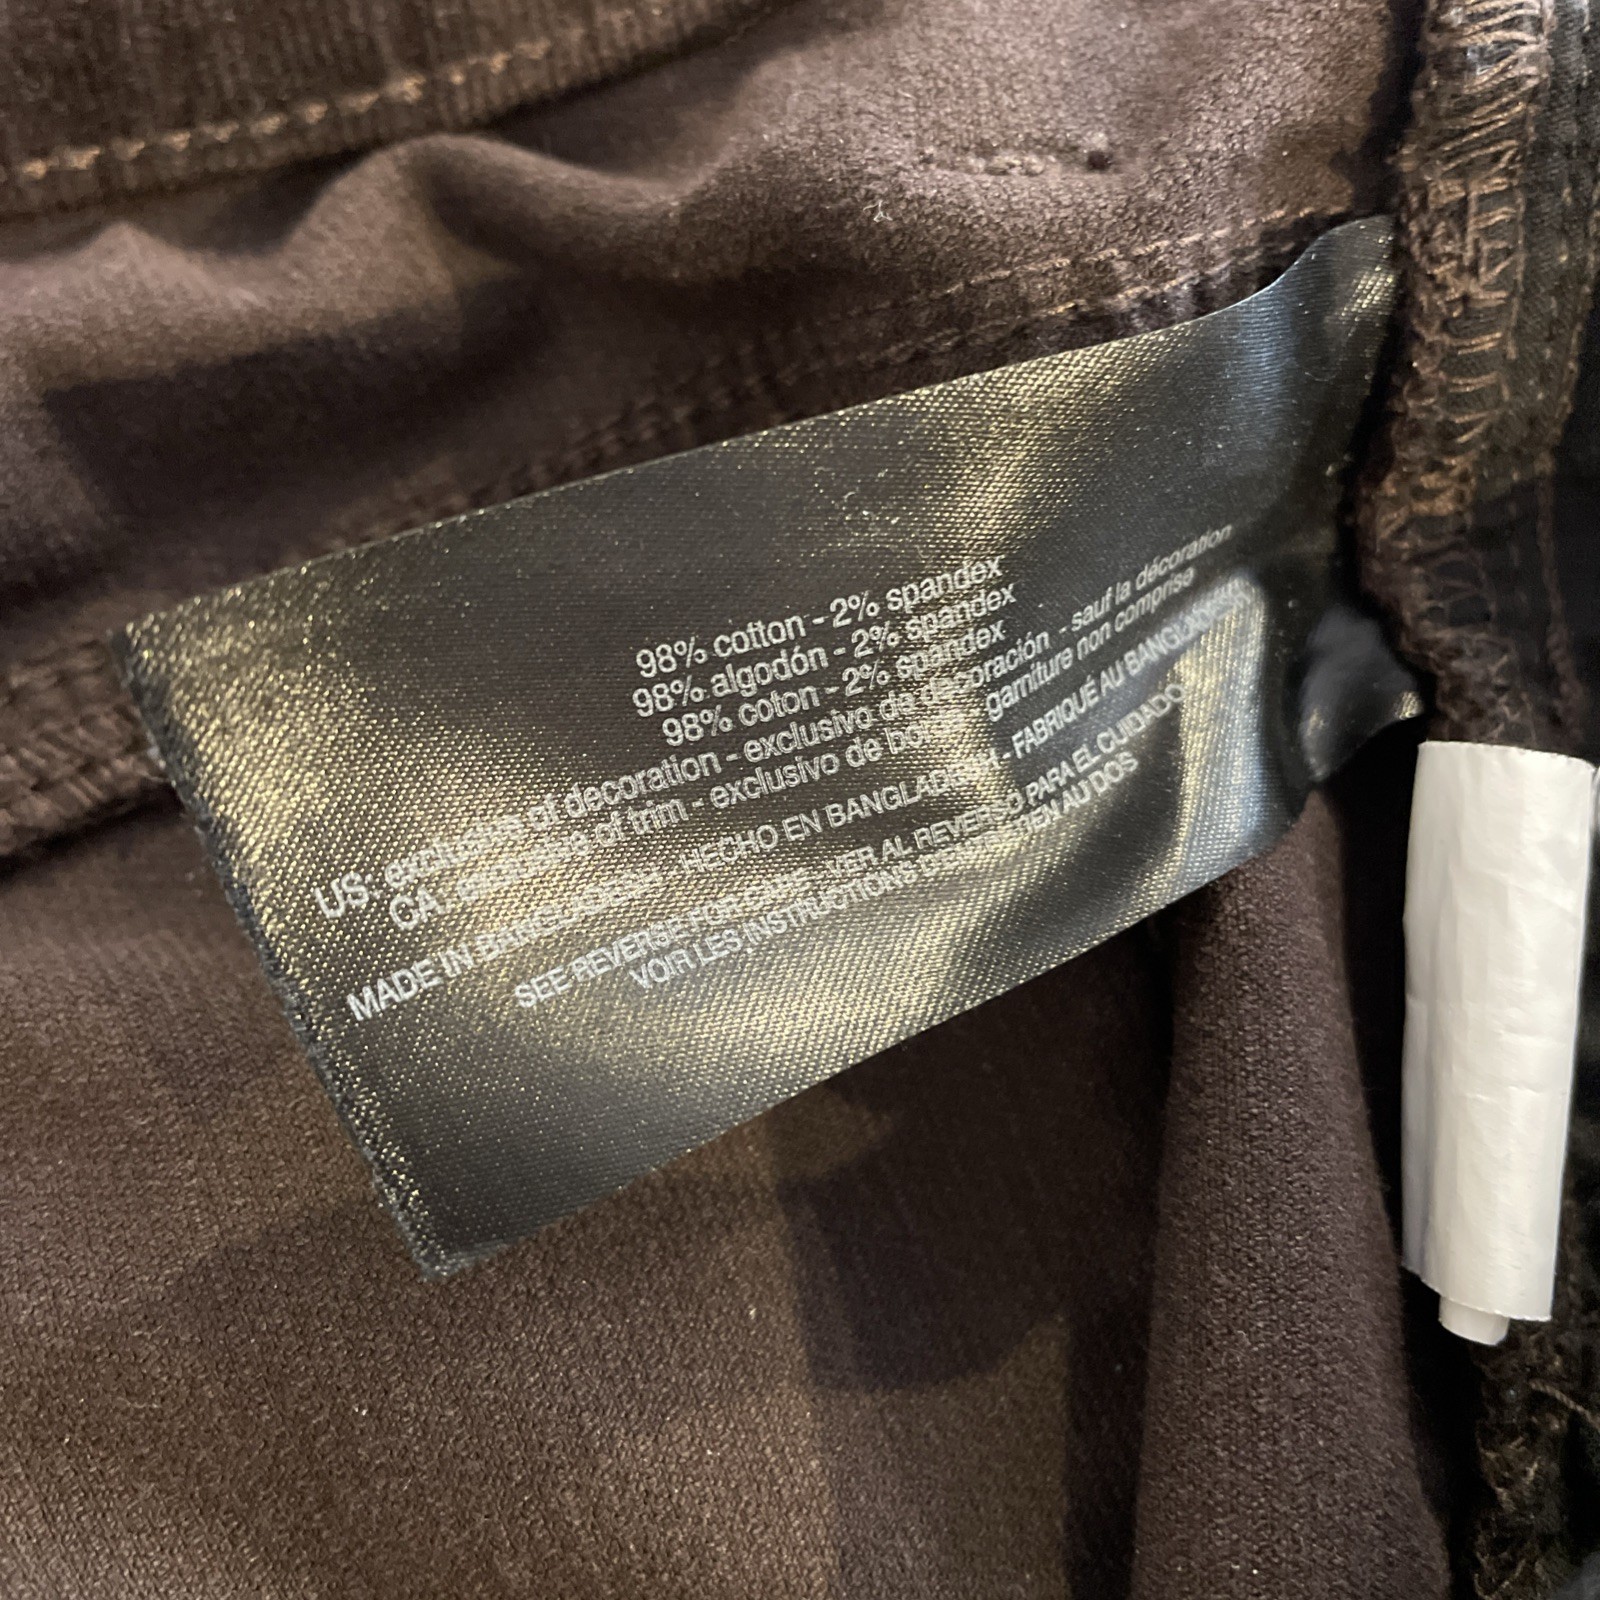 98% cotton - 2% spandex
98% algodón - 2% spandex
98% coton - 2% spandex
US: exclusive of decoration - exclusivo de decoración - sauf la décoration
CA: exclusive of trim - exclusivo de garniture non comprise
MADE IN BANGLADESH - HECHO EN BANGLADESH - FABRIQUÉ AU BANGLADESH
SEE REVERSE FOR CARE - VER AL REVERSO PARA EL CUIDADO
VOIR LES INSTRUCTIONS AU DOS